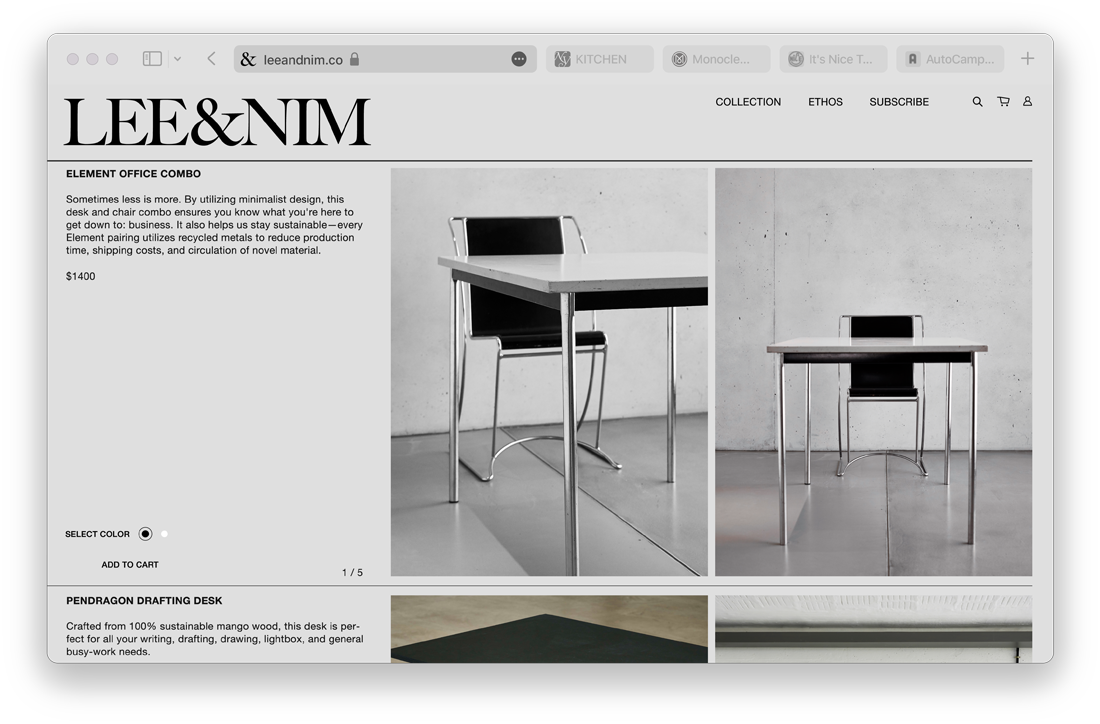 leeandnim.co
KITCHEN
Monocle...
It's Nice T...
AutoCamp...
LEE&NIM
COLLECTION
ETHOS
SUBSCRIBE
ELEMENT OFFICE COMBO
Sometimes less is more. By utilizing minimalist design, this
desk and chair combo ensures you know what you're here to
get down to: business. It also helps us stay sustainable—every
Element pairing utilizes recycled metals to reduce production
time, shipping costs, and circulation of novel material.
$1400
SELECT COLOR
ADD TO CART
1 / 5
PENDRAGON DRAFTING DESK
Crafted from 100% sustainable mango wood, this desk is per-
fect for all your writing, drafting, drawing, lightbox, and general
busy-work needs.